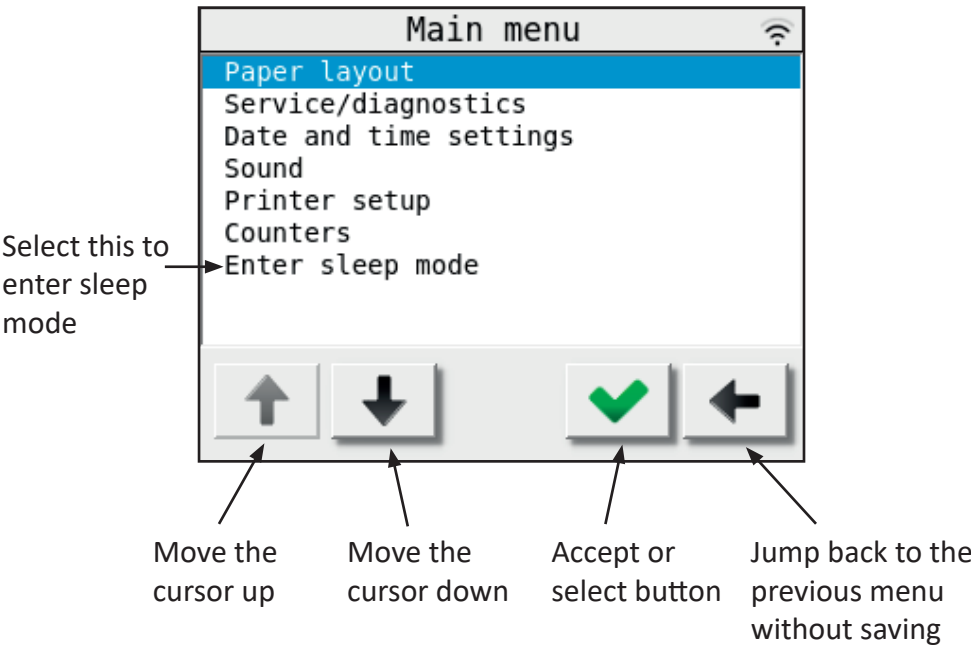 Main menu
Paper layout
Service/diagnostics
Date and time settings
Sound
Printer setup
Counters
Enter sleep mode
Select this to
enter sleep
mode
Move the
cursor up
Move the
cursor down
Accept or
select button
Jump back to the
previous menu
without saving